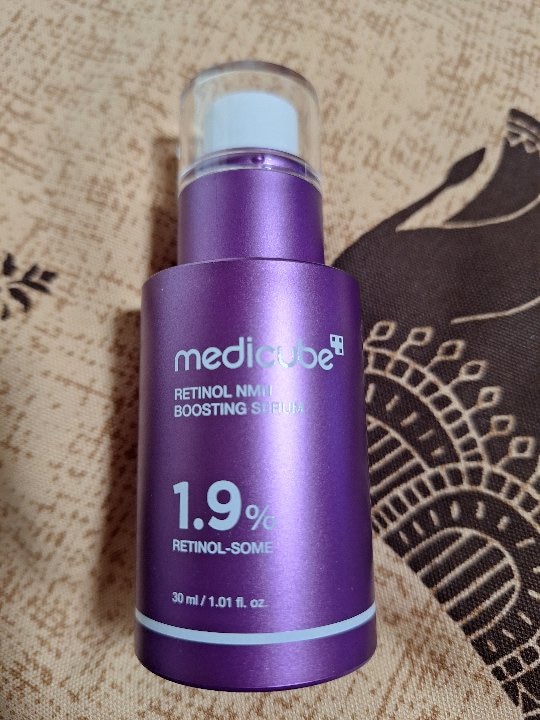 medicube
RETINOL NMN
BOOSTING SERUM
1.9%
RETINOL-SOME
30 ml / 1.01 fl. oz.